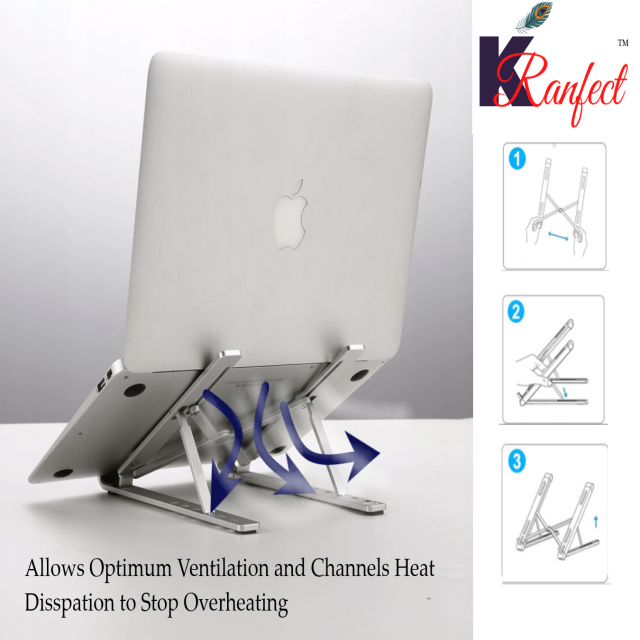 K Ranfect TM
1
2
3
Allows Optimum Ventilation and Channels Heat
Disspation to Stop Overheating